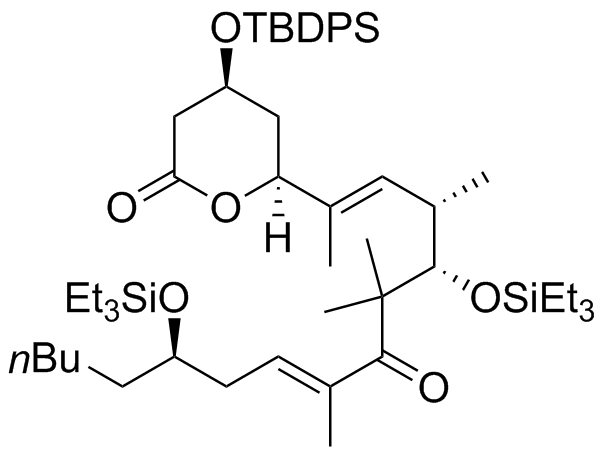 OTBDPS
O
O
H
Et₃SiO
OSiEt₃
nBu
O